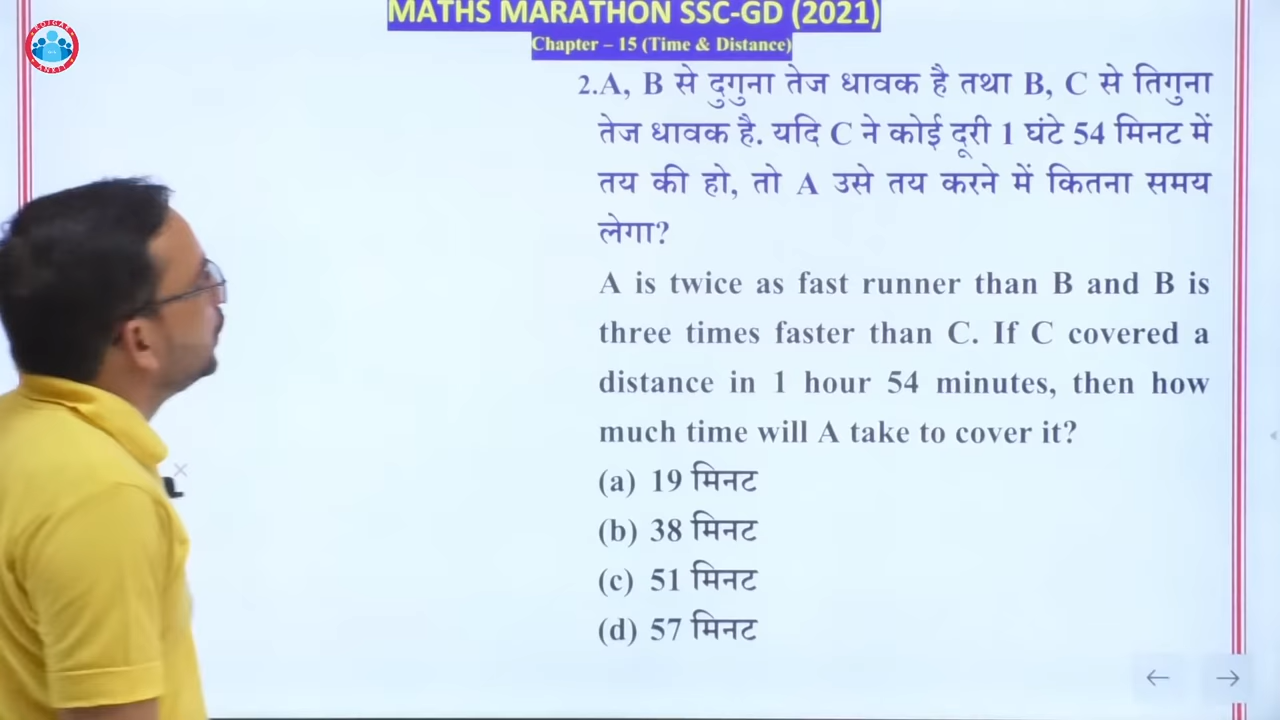 MATHS MARATHON SSC-GD (2021)
Chapter – 15 (Time & Distance)
ROJGAR
ANKIT
2.A, B से दुगुना तेज धावक है तथा B, C से तिगुना
तेज धावक है. यदि C ने कोई दूरी 1 घंटे 54 मिनट में
तय की हो, तो A उसे तय करने में कितना समय
लेगा?
A is twice as fast runner than B and B is
three times faster than C. If C covered a
distance in 1 hour 54 minutes, then how
much time will A take to cover it?
(a) 19 मिनट
(b) 38 मिनट
(c) 51 मिनट
(d) 57 मिनट